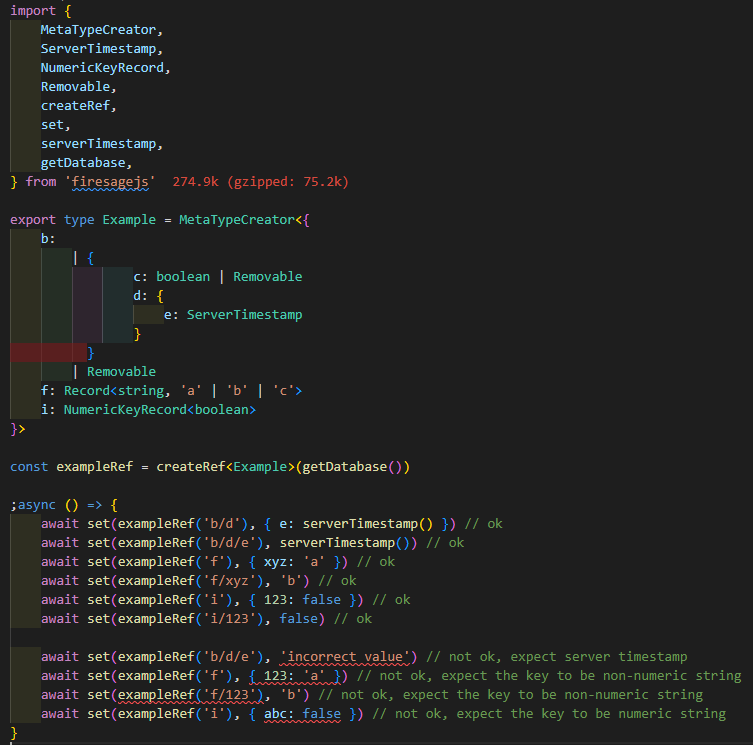 import {
    MetaTypeCreator,
    ServerTimestamp,
    NumericKeyRecord,
    Removable,
    createRef,
    set,
    serverTimestamp,
    getDatabase,
} from 'firesagejs'  274.9k (gzipped: 75.2k)

export type Example = MetaTypeCreator<{
    b:
        | {
                c: boolean | Removable
                d: {
                    e: ServerTimestamp
                }
          }
        | Removable
    f: Record<string, 'a' | 'b' | 'c'>
    i: NumericKeyRecord<boolean>
}>

const exampleRef = createRef<Example>(getDatabase())

;async () => {
    await set(exampleRef('b/d'), { e: serverTimestamp() }) // ok
    await set(exampleRef('b/d/e'), serverTimestamp()) // ok
    await set(exampleRef('f'), { xyz: 'a' }) // ok
    await set(exampleRef('f/xyz'), 'b') // ok
    await set(exampleRef('i'), { 123: false }) // ok
    await set(exampleRef('i/123'), false) // ok

    await set(exampleRef('b/d/e'), 'incorrect value') // not ok, expect server timestamp
    await set(exampleRef('f'), { 123: 'a' }) // not ok, expect the key to be non-numeric string
    await set(exampleRef('f/123'), 'b') // not ok, expect the key to be non-numeric string
    await set(exampleRef('i'), { abc: false }) // not ok, expect the key to be numeric string
}